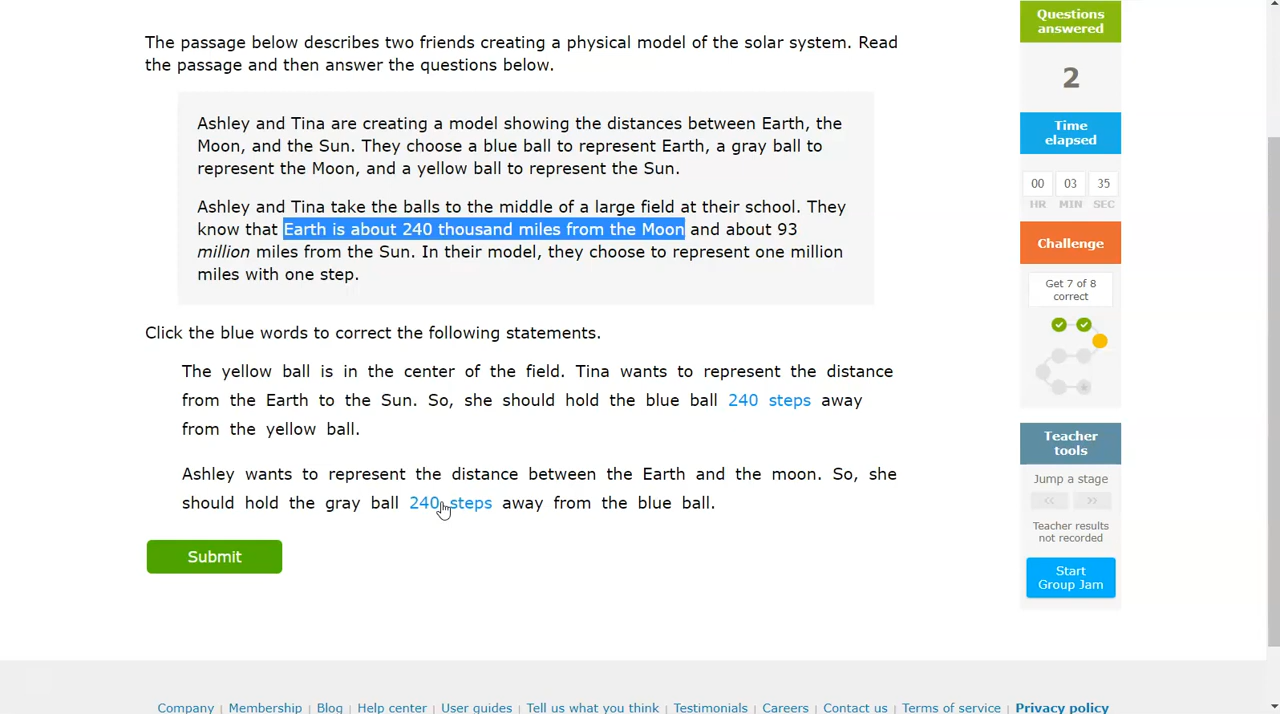 The passage below describes two friends creating a physical model of the solar system. Read
the passage and then answer the questions below.
Ashley and Tina are creating a model showing the distances between Earth, the
Moon, and the Sun. They choose a blue ball to represent Earth, a gray ball to
represent the Moon, and a yellow ball to represent the Sun.
Ashley and Tina take the balls to the middle of a large field at their school. They
know that Earth is about 240 thousand miles from the Moon and about 93
million miles from the Sun. In their model, they choose to represent one million
miles with one step.
Click the blue words to correct the following statements.
The yellow ball is in the center of the field. Tina wants to represent the distance
from the Earth to the Sun. So, she should hold the blue ball 240 steps away
from the yellow ball.
Ashley wants to represent the distance between the Earth and the moon. So, she
should hold the gray ball 240 steps away from the blue ball.
Submit
Questions
answered
2
Time
elapsed
00 03 35
HR MIN SEC
Challenge
Get 7 of 8
correct
Teacher
tools
Jump a stage
<< >>
Teacher results
not recorded
Start
Group Jam
Company | Membership | Blog | Help center | User guides | Tell us what you think | Testimonials | Careers | Contact us | Terms of service | Privacy policy